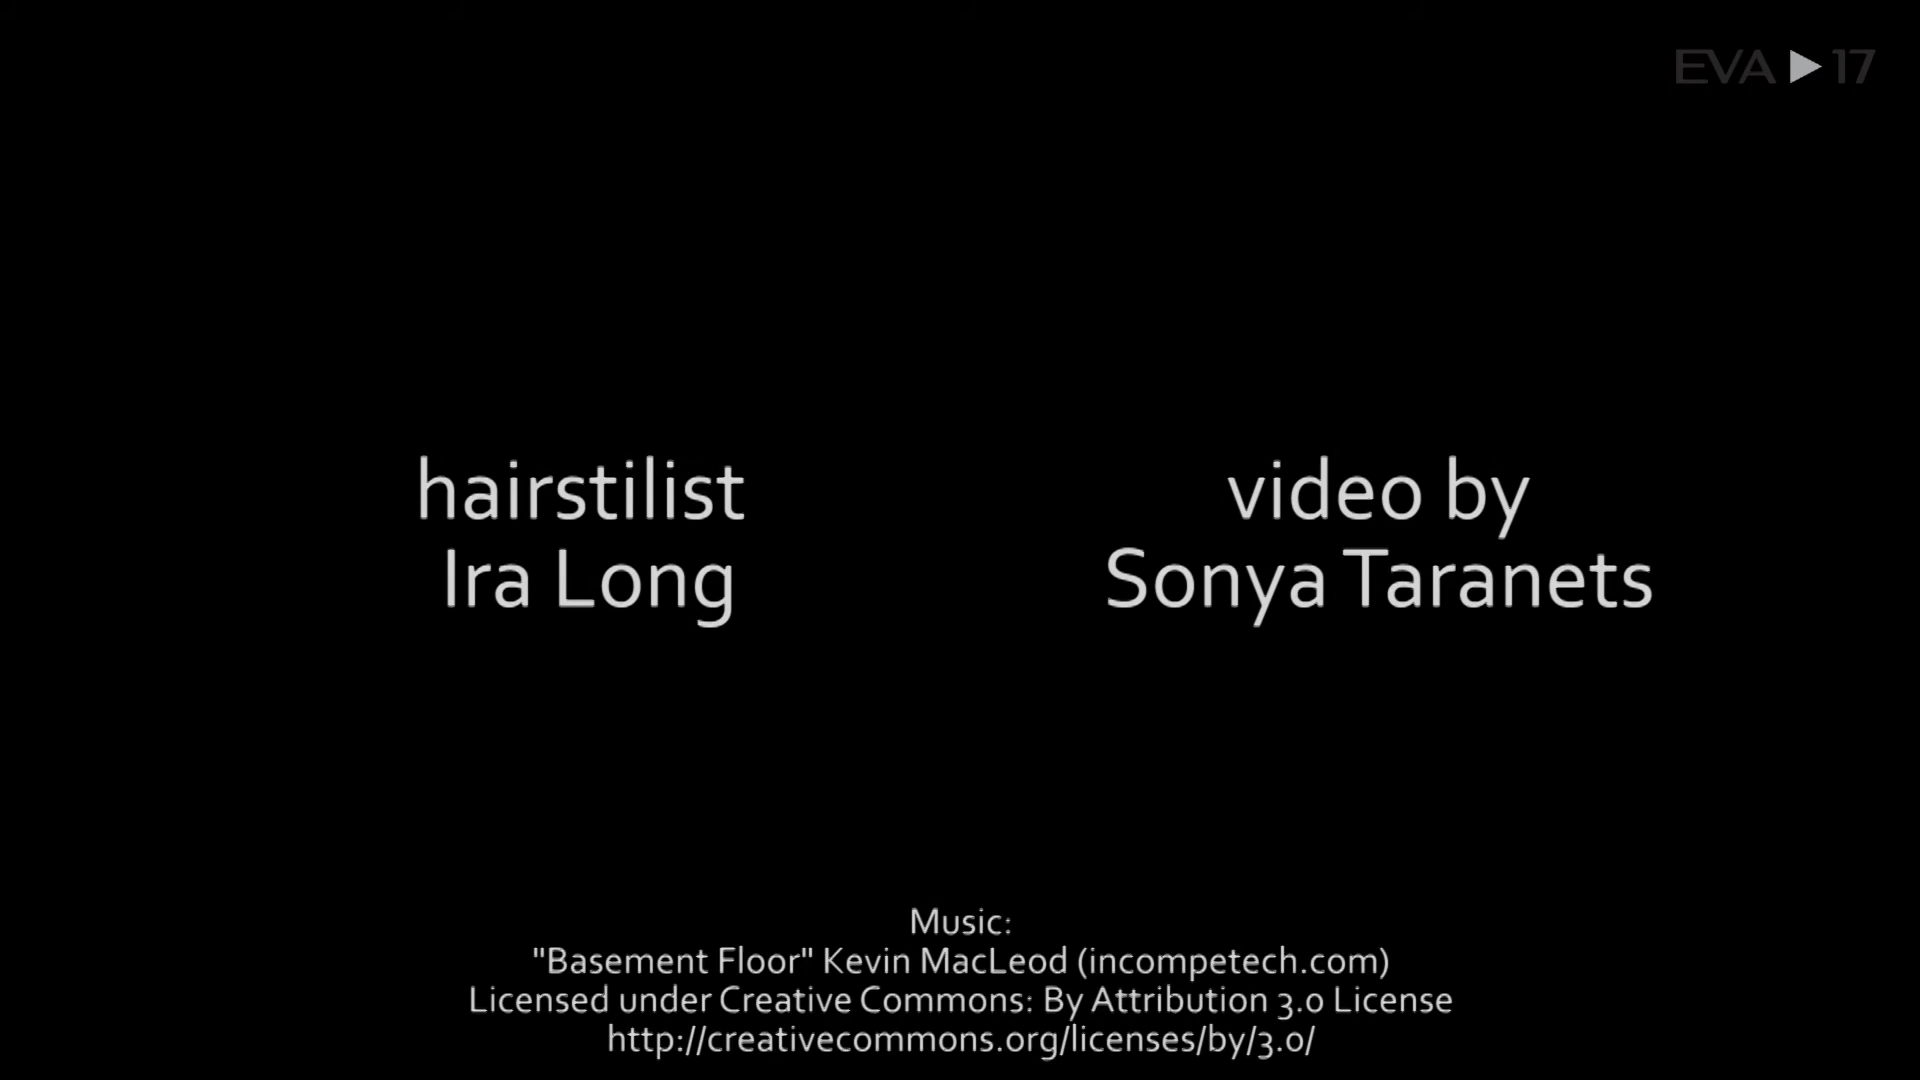 EVA 17
hairstilist
Ira Long
video by
Sonya Taranets
Music:
"Basement Floor" Kevin MacLeod (incompetech.com)
Licensed under Creative Commons: By Attribution 3.0 License
http://creativecommons.org/licenses/by/3.0/